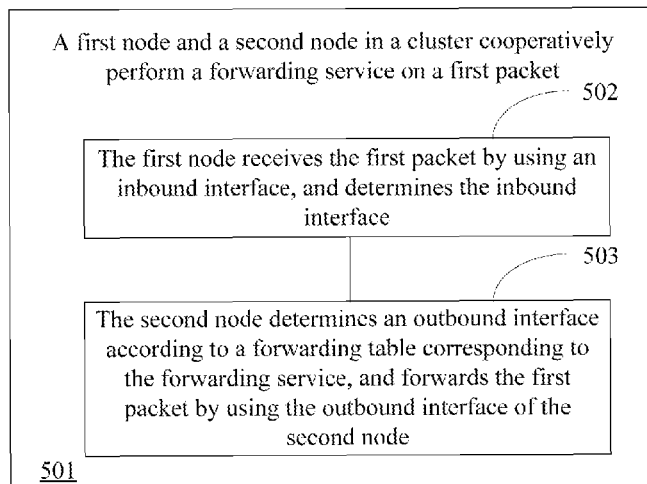 A first node and a second node in a cluster cooperatively
perform a forwarding service on a first packet
502
The first node receives the first packet by using an
inbound interface, and determines the inbound
interface
503
The second node determines an outbound interface
according to a forwarding table corresponding to
the forwarding service, and forwards the first
packet by using the outbound interface of the
second node
501